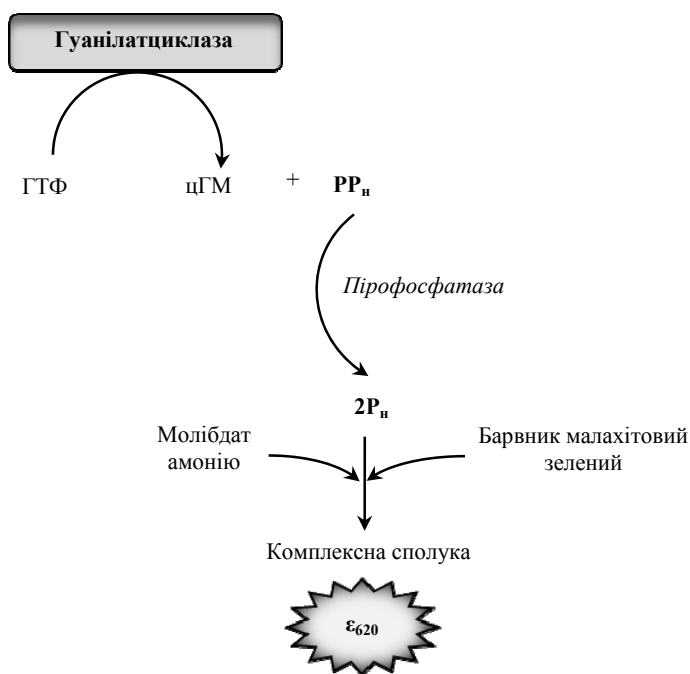 Гуанілатциклаза
ГТФ цГМ + PPн
Пірофосфатаза
2Pн
Молібдат
амонію
Барвник малахітовий
зелений
Комплексна сполука
ε620